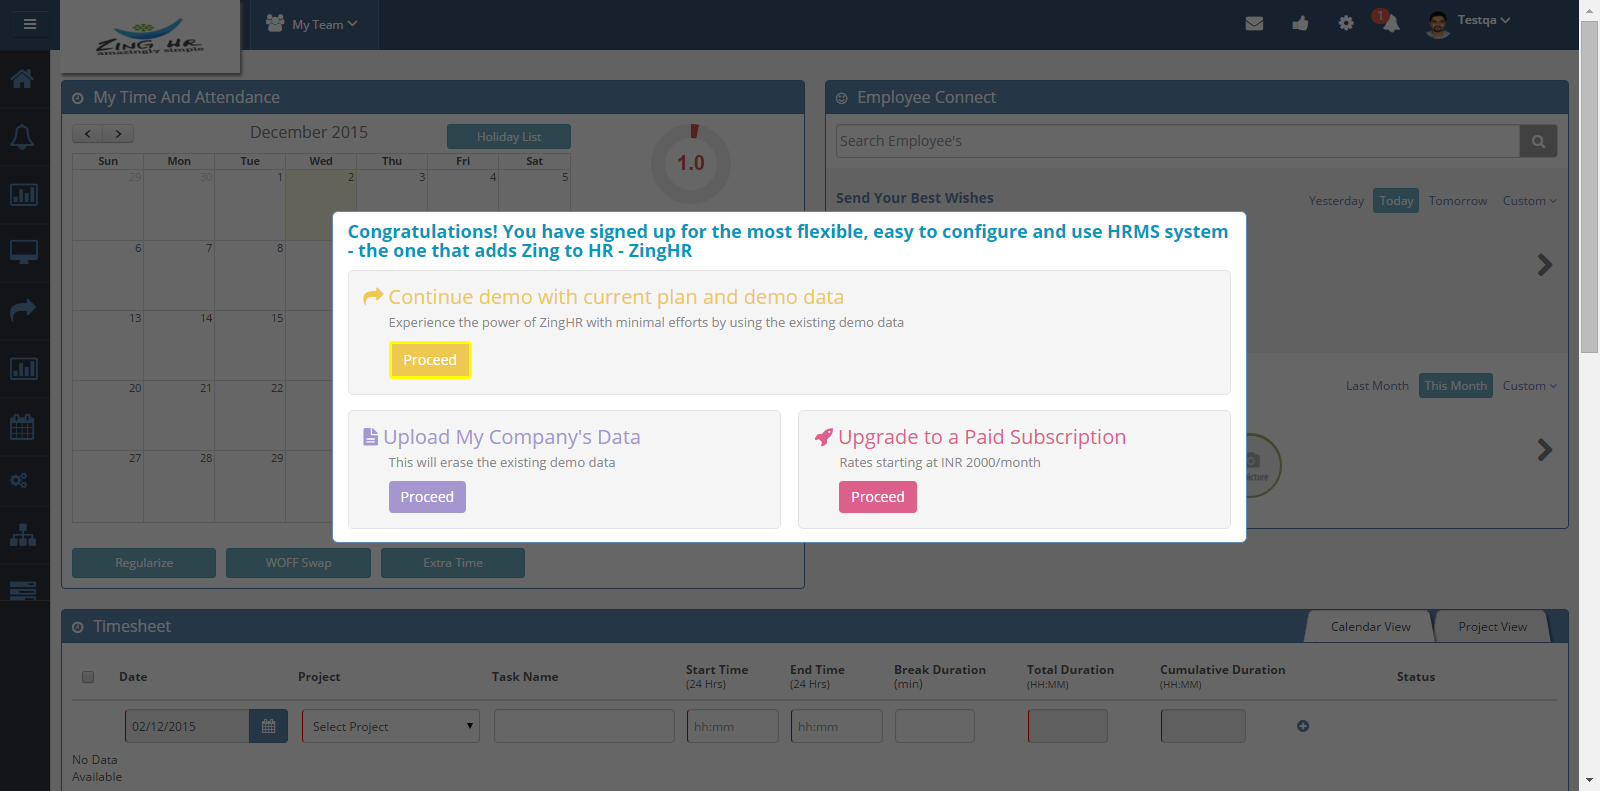 ZING HR
amazingly simple
My Team
1
Testqa
My Time And Attendance
December 2015
Holiday List
Sun Mon Tue Wed Thu Fri Sat
29 30 1 2 3 4 5
6 7 8
13 14 15
20 21 22
27 28 29
1.0
Regularize WOFF Swap Extra Time
Employee Connect
Search Employee's
Send Your Best Wishes
Yesterday Today Tomorrow Custom
Last Month This Month Custom
Congratulations! You have signed up for the most flexible, easy to configure and use HRMS system
- the one that adds Zing to HR - ZingHR
Continue demo with current plan and demo data
Experience the power of ZingHR with minimal efforts by using the existing demo data
Proceed
Upload My Company's Data
This will erase the existing demo data
Proceed
Upgrade to a Paid Subscription
Rates starting at INR 2000/month
Proceed
Timesheet
Calendar View Project View
Date Project Task Name Start Time End Time Break Duration Total Duration Cumulative Duration Status
(24 Hrs) (24 Hrs) (min) (HH:MM) (HH:MM)
02/12/2015 Select Project hh:mm hh:mm
No Data
Available